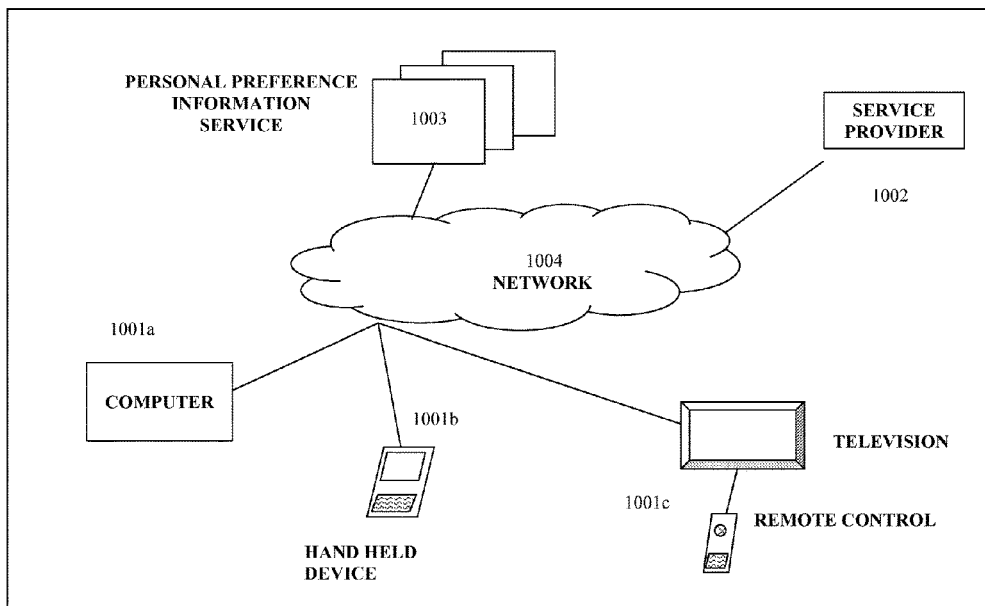 PERSONAL PREFERENCE
INFORMATION
SERVICE
1003
SERVICE
PROVIDER
1002
1004
NETWORK
1001a
COMPUTER
1001b
HAND HELD
DEVICE
TELEVISION
1001c
REMOTE CONTROL